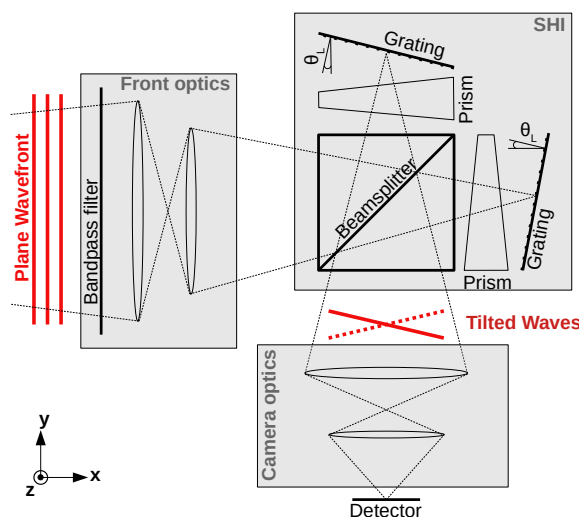 SHI
Grating
θL
Front optics
Prism
θL
Plane Wavefront
Bandpass filter
Beamsplitter
Grating
Prism
Tilted Waves
Camera optics
y
x
z
Detector